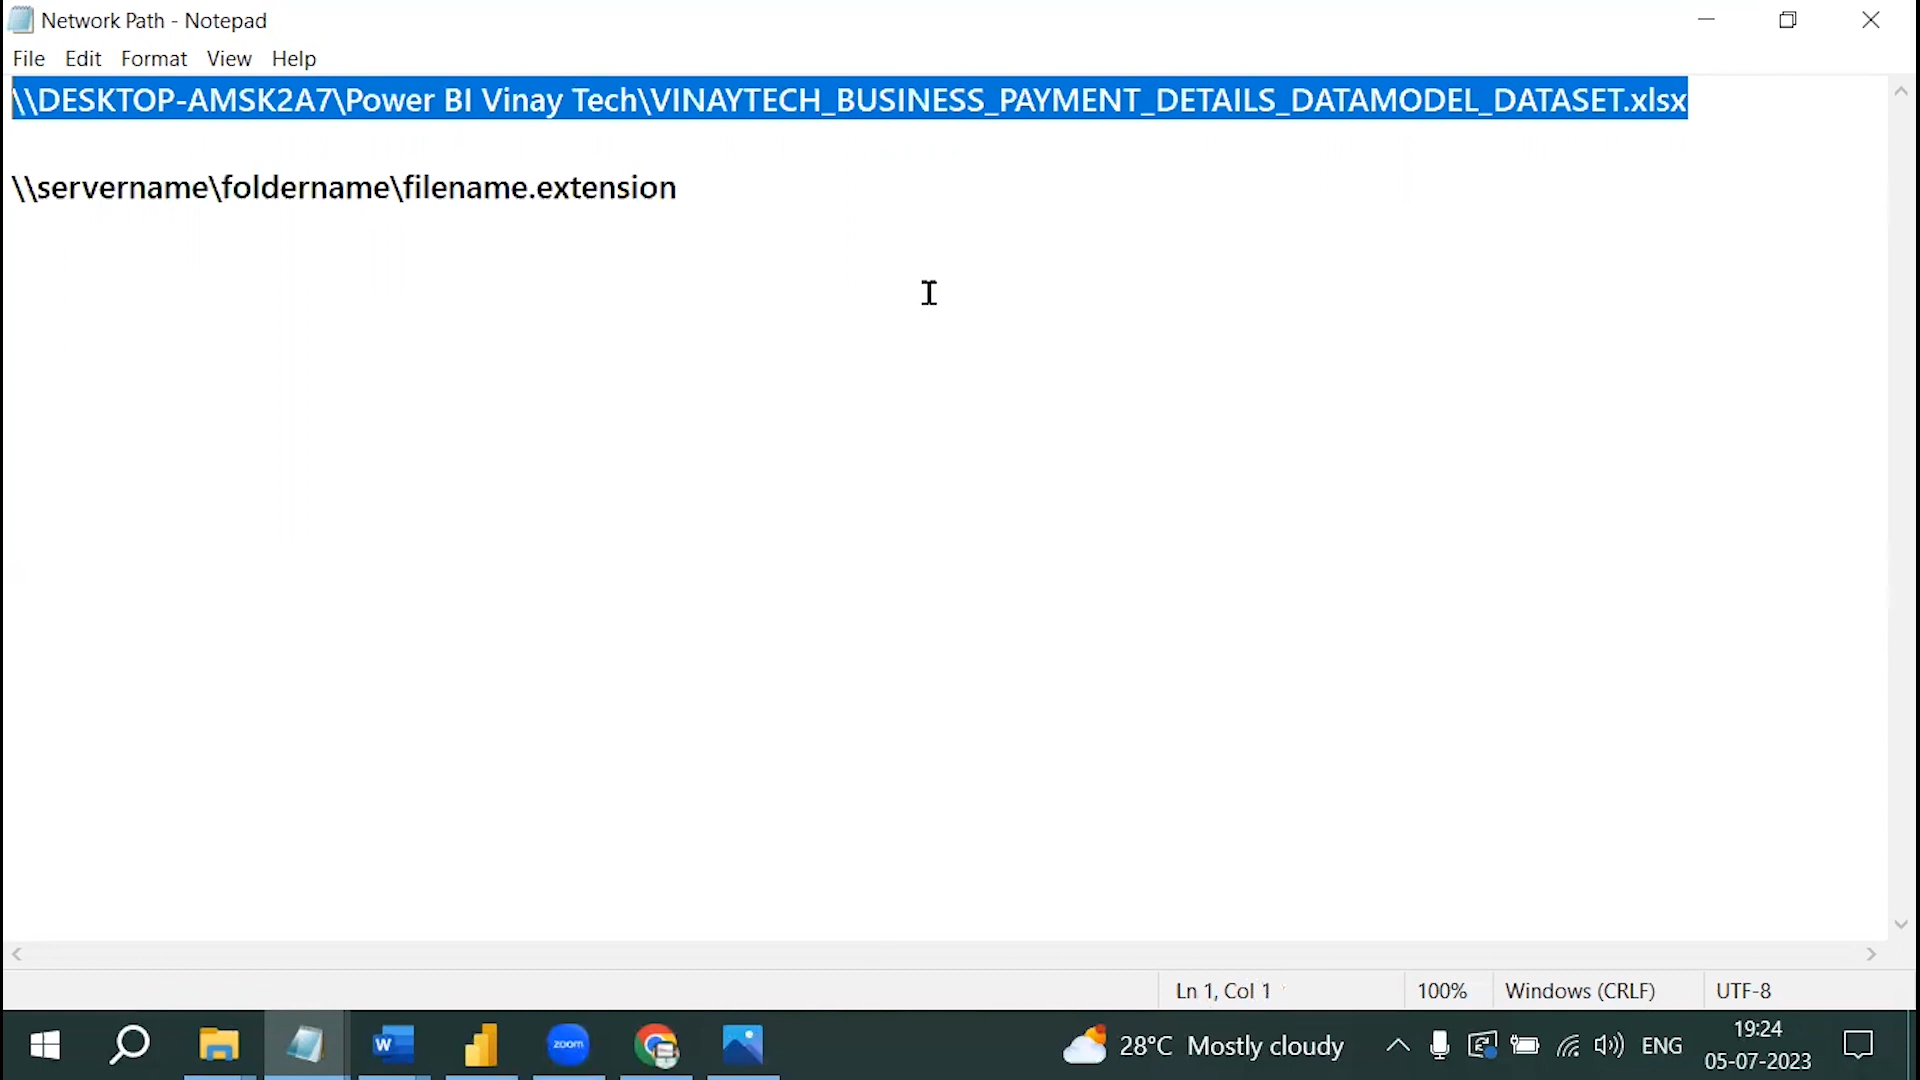 Network Path - Notepad
File Edit Format View Help
\\DESKTOP-AMSK2A7\Power BI Vinay Tech\VINAYTECH_BUSINESS_PAYMENT_DETAILS_DATAMODEL_DATASET.xlsx
\\servername\foldername\filename.extension
Ln 1, Col 1 100% Windows (CRLF) UTF-8
W zoom 28°C Mostly cloudy ENG 19:24
05-07-2023